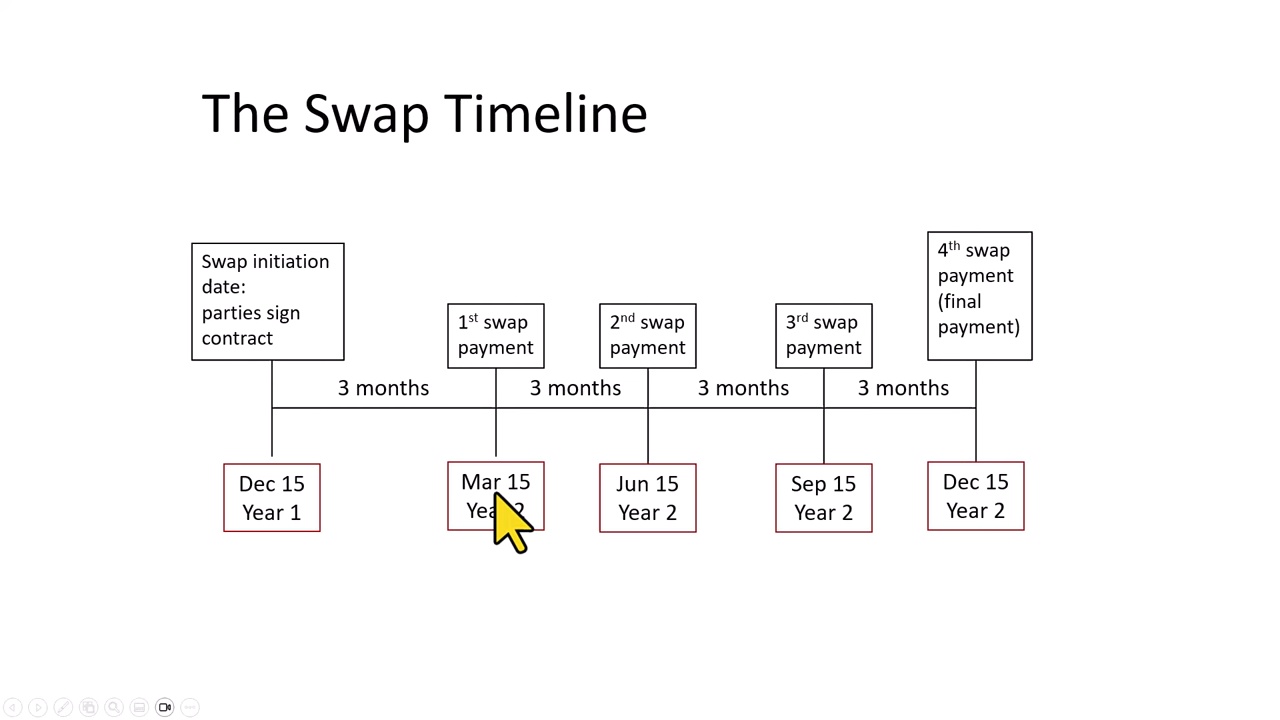 The Swap Timeline
Swap initiation
date:
parties sign
contract
1st swap
payment
2nd swap
payment
3rd swap
payment
4th swap
payment
(final
payment)
3 months
3 months
3 months
3 months
Dec 15
Year 1
Mar 15
Year 2
Jun 15
Year 2
Sep 15
Year 2
Dec 15
Year 2